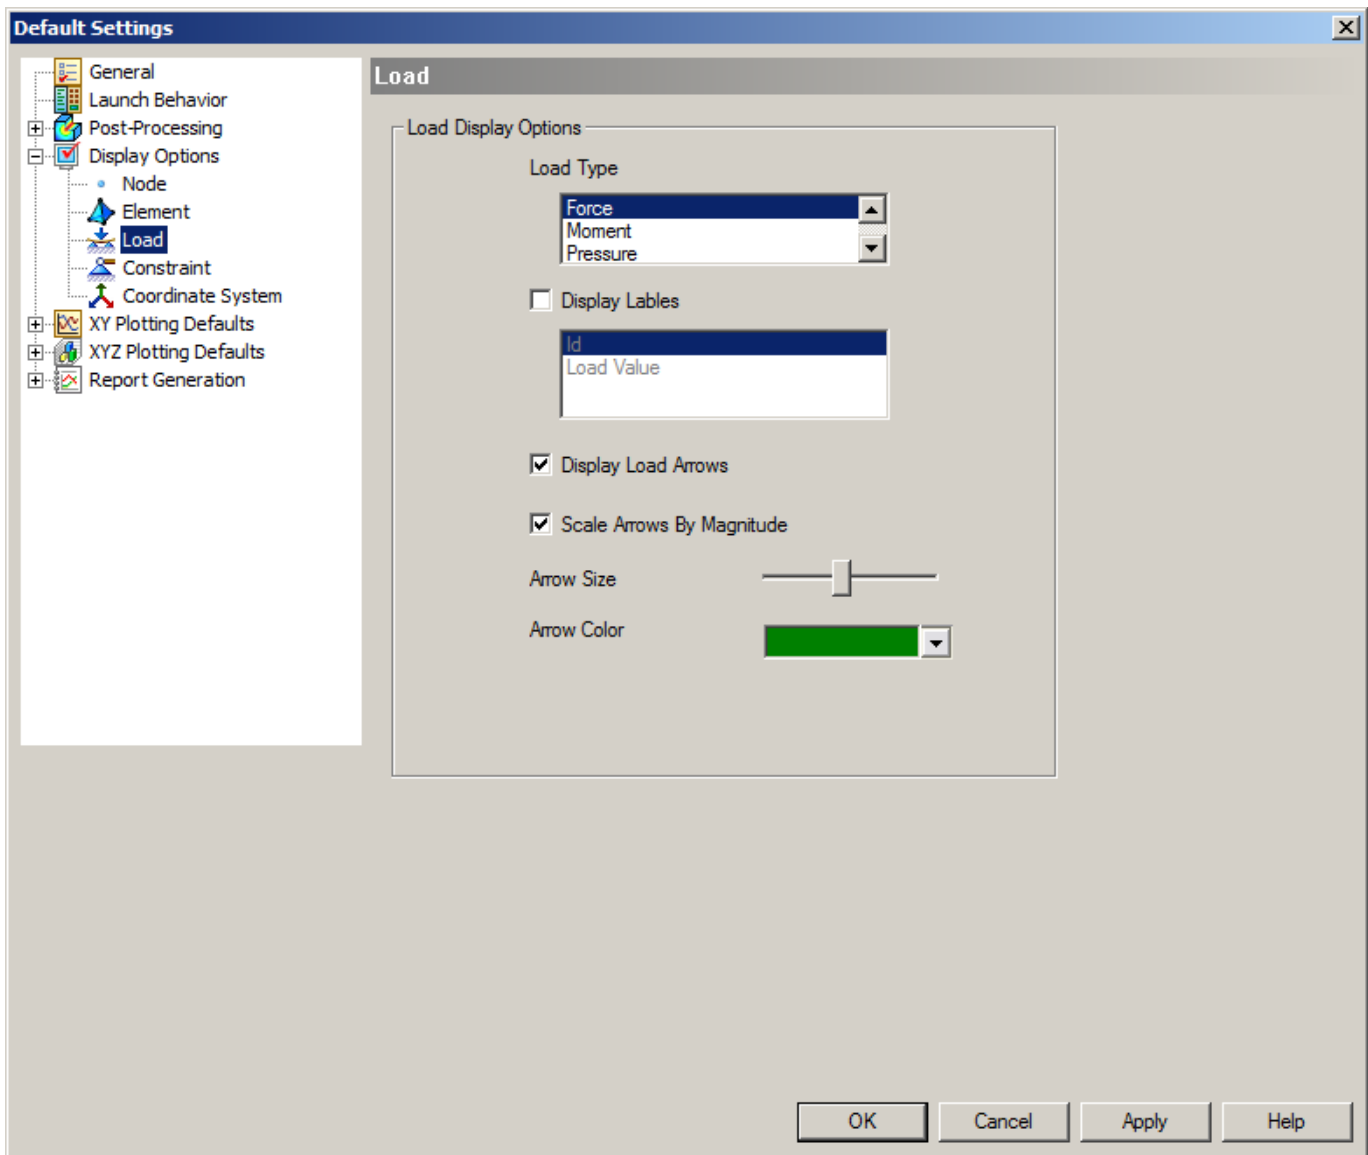 Default Settings
General
Launch Behavior
Post-Processing
Display Options
Node
Element
Load
Constraint
Coordinate System
XY Plotting Defaults
XYZ Plotting Defaults
Report Generation
Load
Load Display Options
Load Type
Force
Moment
Pressure
Display Lables
Id
Load Value
Display Load Arrows
Scale Arrows By Magnitude
Arrow Size
Arrow Color
OK Cancel Apply Help